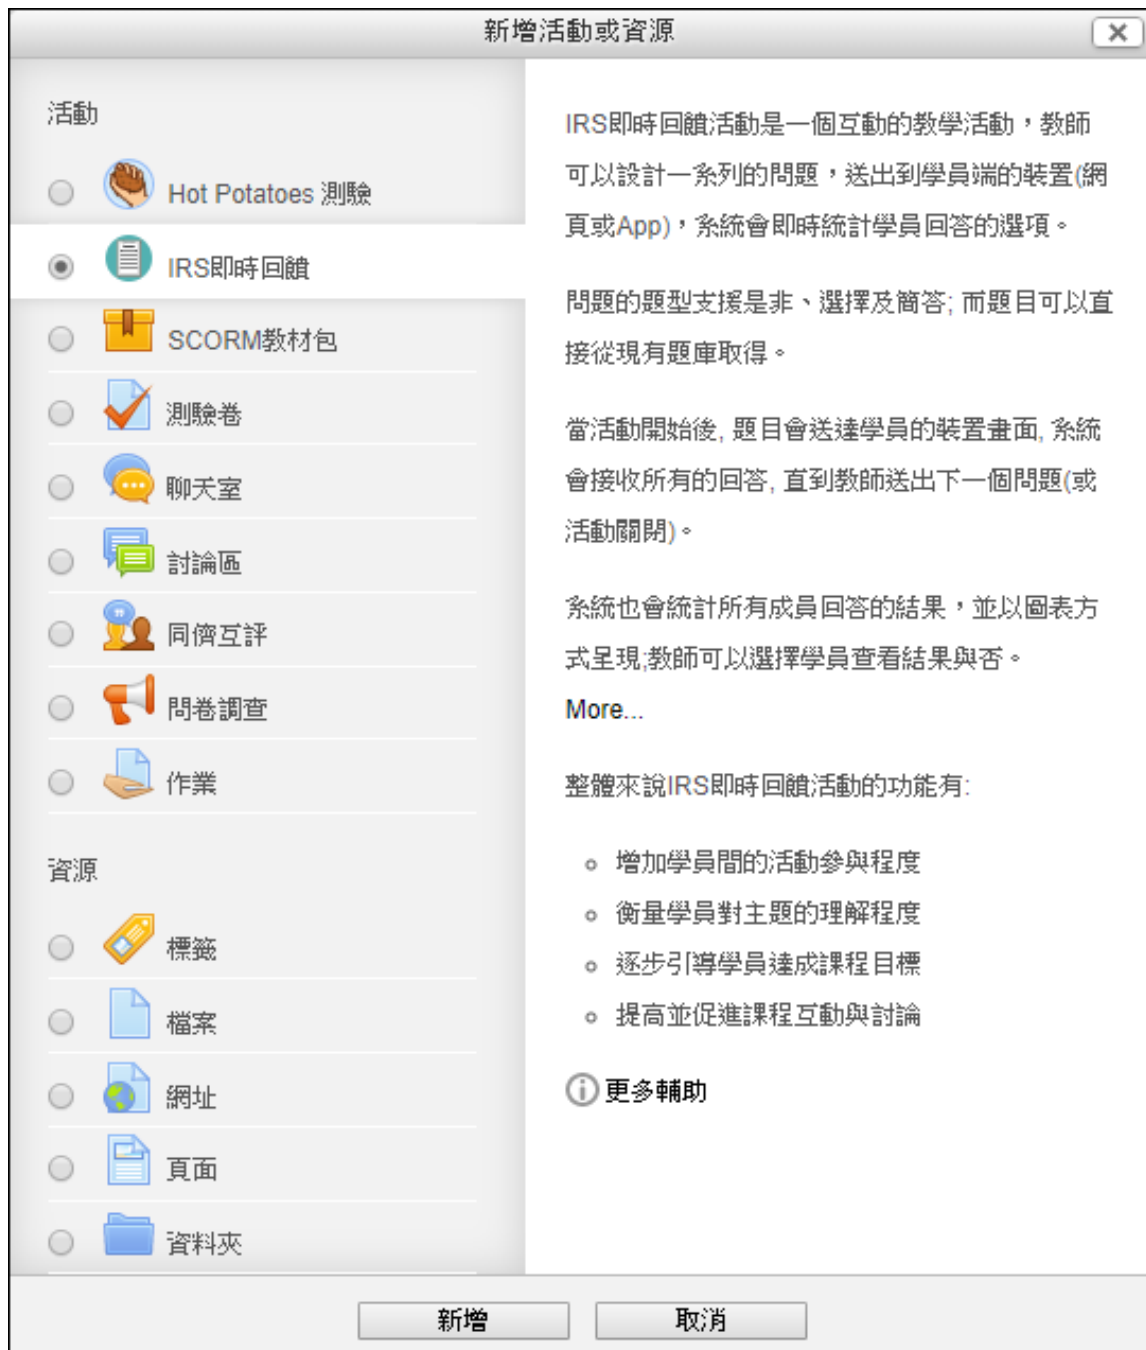 新增活動或資源
活動
Hot Potatoes 測驗
IRS即時回饋
SCORM教材包
測驗卷
聊天室
討論區
同儕互評
問卷調查
作業
資源
標籤
檔案
網址
頁面
資料夾
IRS即時回饋活動是一個互動的教學活動，教師
可以設計一系列的問題，送出到學員端的裝置(網
頁或App)，系統會即時統計學員回答的選項。
問題的題型支援是非、選擇及簡答; 而題目可以直
接從現有題庫取得。
當活動開始後, 題目會送達學員的裝置畫面, 系統
會接收所有的回答, 直到教師送出下一個問題(或
活動關閉)。
系統也會統計所有成員回答的結果，並以圖表方
式呈現;教師可以選擇學員查看結果與否。
More...
整體來說IRS即時回饋活動的功能有:
增加學員間的活動參與程度
衡量學員對主題的理解程度
逐步引導學員達成課程目標
提高並促進課程互動與討論
更多輔助
新增
取消